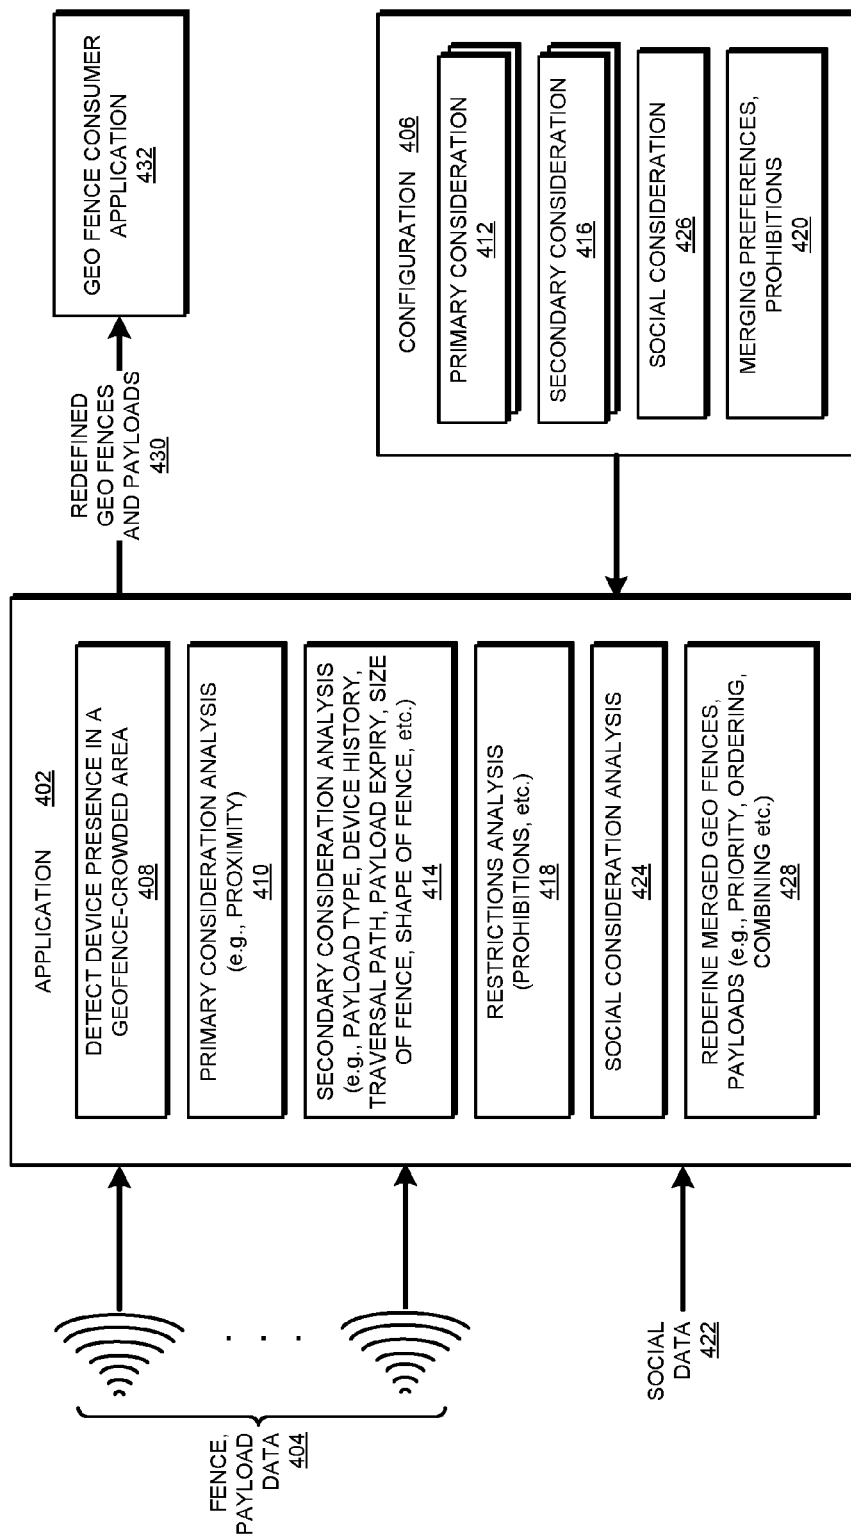 FENCE,
PAYLOAD
DATA
404
SOCIAL
DATA
422
APPLICATION 402
DETECT DEVICE PRESENCE IN A
GEOFENCE-CROWDED AREA
408
PRIMARY CONSIDERATION ANALYSIS
(e.g., PROXIMITY)
410
SECONDARY CONSIDERATION ANALYSIS
(e.g., PAYLOAD TYPE, DEVICE HISTORY,
TRAVERSAL PATH, PAYLOAD EXPIRY, SIZE
OF FENCE, SHAPE OF FENCE, etc.)
414
RESTRICTIONS ANALYSIS
(PROHIBITIONS, etc.)
418
SOCIAL CONSIDERATION ANALYSIS
424
REDEFINE MERGED GEO FENCES,
PAYLOADS (e.g., PRIORITY, ORDERING,
COMBINING etc.)
428
REDEFINED
GEO FENCES
AND PAYLOADS
430
GEO FENCE CONSUMER
APPLICATION
432
CONFIGURATION 406
PRIMARY CONSIDERATION
412
SECONDARY CONSIDERATION
416
SOCIAL CONSIDERATION
426
MERGING PREFERENCES,
PROHIBITIONS
420